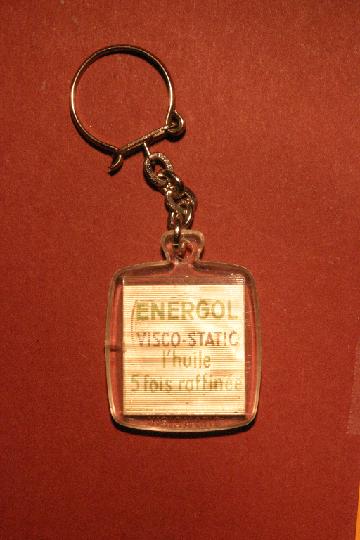 ENERGOL
VISCO-STATIC
l'huile
5 fois raffinée